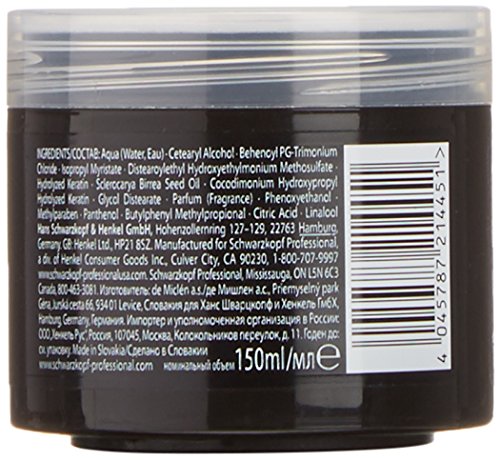 INGREDIENTS/СОСТАВ: Aqua (Water, Eau) • Cetearyl Alcohol • Behenoyl PG-Trimonium
Chloride • Isopropyl Myristate • Distearoylethyl Hydroxyethylmonium Methosulfate •
Hydrolyzed Keratin • Sclerocarya Birrea Seed Oil • Cocodimonium Hydroxypropyl
Hydrolyzed Keratin • Glycol Distearate • Parfum (Fragrance) • Phenoxyethanol •
Methylparaben • Panthenol • Butylphenyl Methylpropional • Citric Acid • Linalool
Hans Schwarzkopf & Henkel GmbH, Hohenzollernring 127–129, 22763 Hamburg,
Germany, GB: Henkel Ltd, HP21 8SZ. Manufactured for Schwarzkopf Professional,
a div. of Henkel Consumer Goods Inc., Culver City, CA 90230, 1-800-707-9997
www.schwarzkopf-professionalusa.com. Schwarzkopf Professional, Mississauga, ON L5N 6C3
Canada, 800-463-3081. Изготовлено: de Miclén a.s./де Мишлен а.с., Priemyselný park
Géňa, Jurská cesta 66, 934 01 Levice, Словакия для Ханс Шварцкопф и Хенкель ГмбХ,
Hamburg, Germany, Германия. Импортер и уполномоченная организация в России:
ООО „Хенкель Рус", Россия, 107045, Москва, Колокольников переулок, 11. Годен до:
см. упаковку. Made in Slovakia/Сделано в Словакии
www.schwarzkopf-professional.com номинальный объем 150ml/мл e
4 045787 214451 >